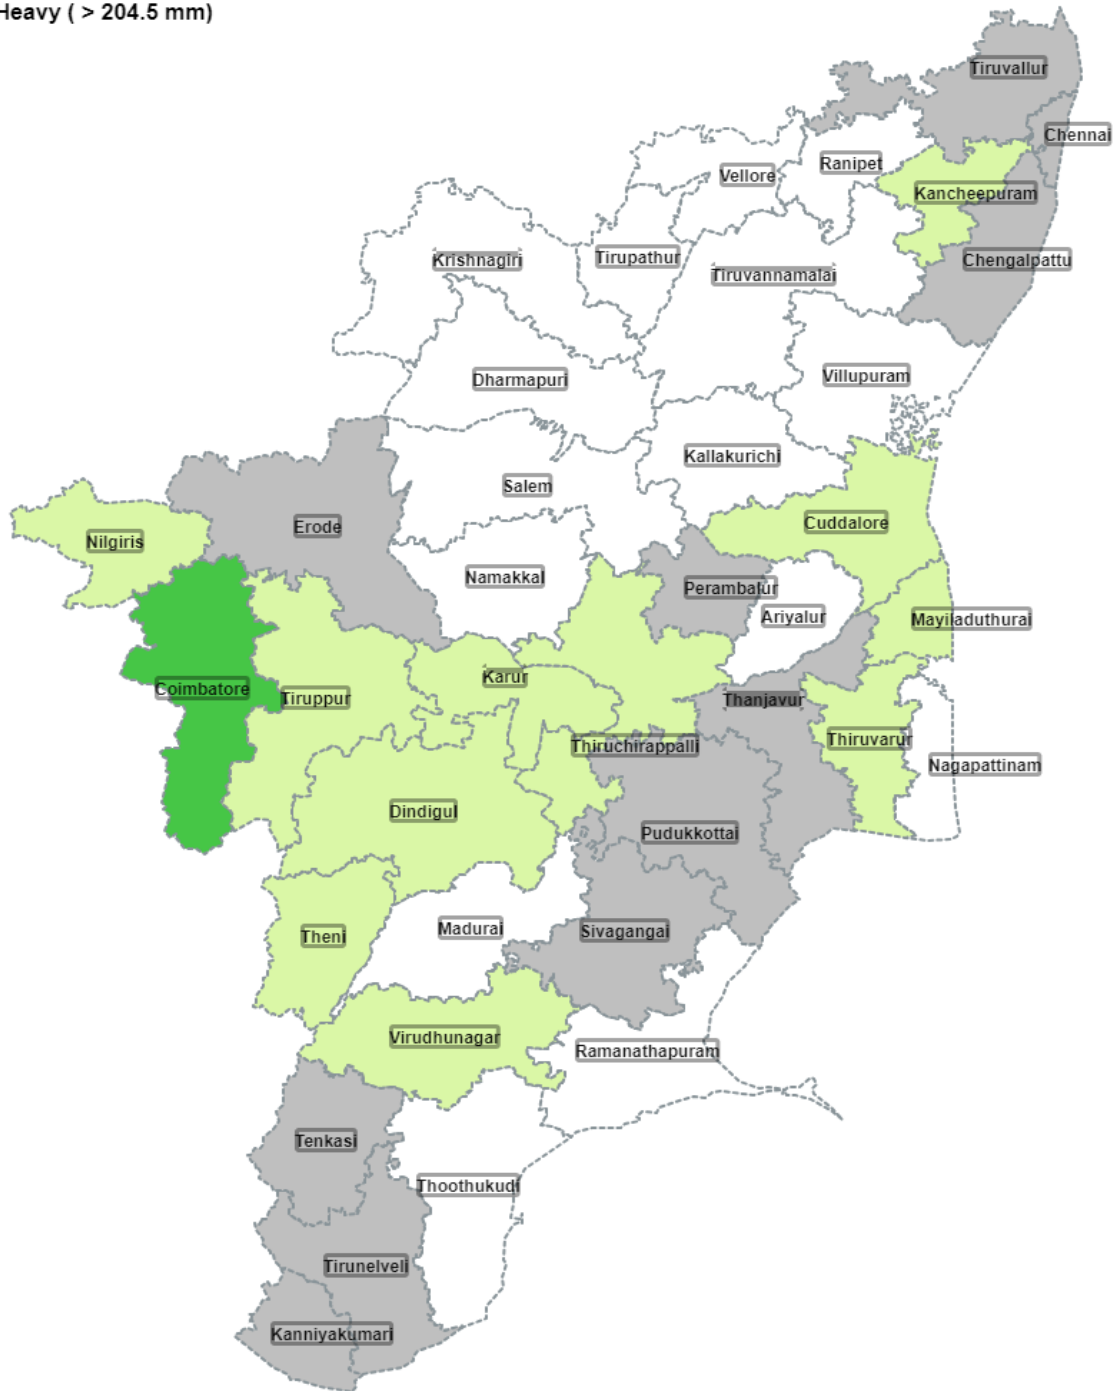 Heavy ( > 204.5 mm)
Tiruvallur
Chennai
Ranipet
Vellore
Kancheepuram
Krishnagiri
Tirupathur
Chengalpattu
Tiruvannamalai
Villupuram
Dharmapuri
Kallakurichi
Salem
Cuddalore
Erode
Nilgiris
Namakkal
Perambalur
Ariyalur
Mayiladuthurai
Karur
Coimbatore
Tiruppur
Thanjavur
Thiruvarur
Thiruchirappalli
Nagapattinam
Dindigul
Pudukkottai
Madurai
Sivagangai
Theni
Virudhunagar
Ramanathapuram
Tenkasi
Thoothukudi
Tirunelveli
Kanniyakumari